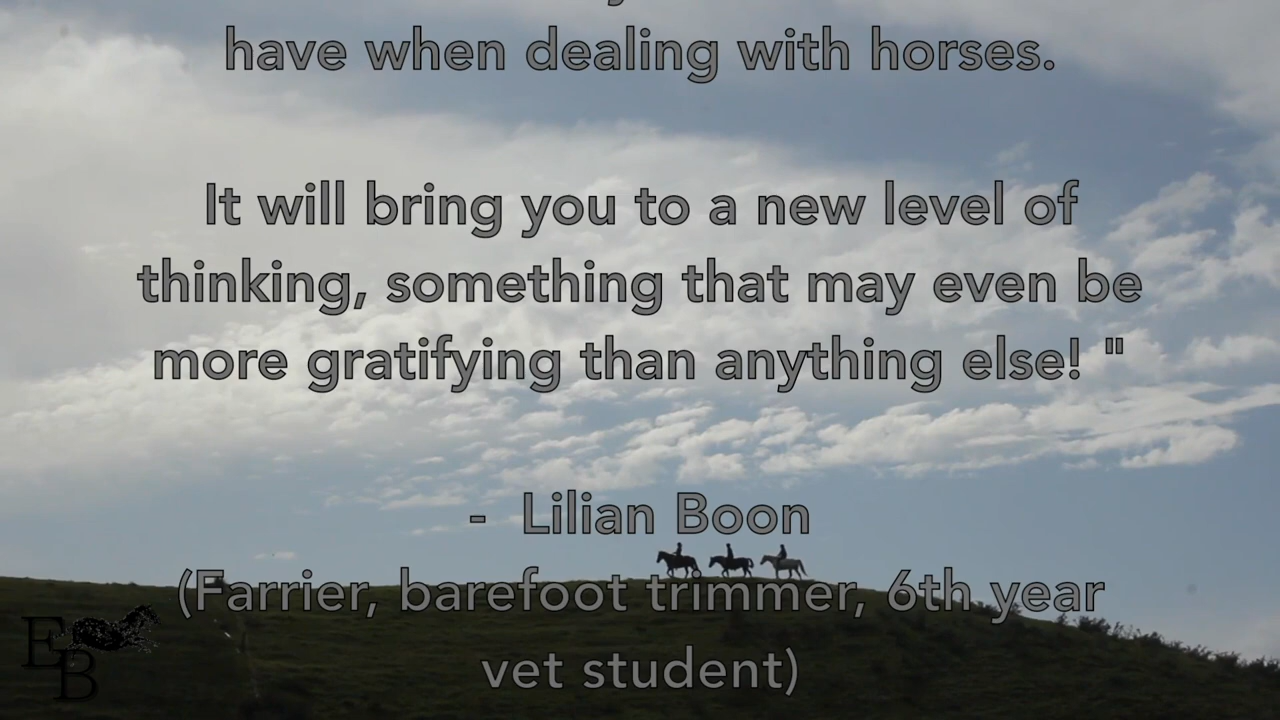 have when dealing with horses.
It will bring you to a new level of
thinking, something that may even be
more gratifying than anything else! "
- Lilian Boon
(Farrier, barefoot trimmer, 6th year
vet student)
E
B